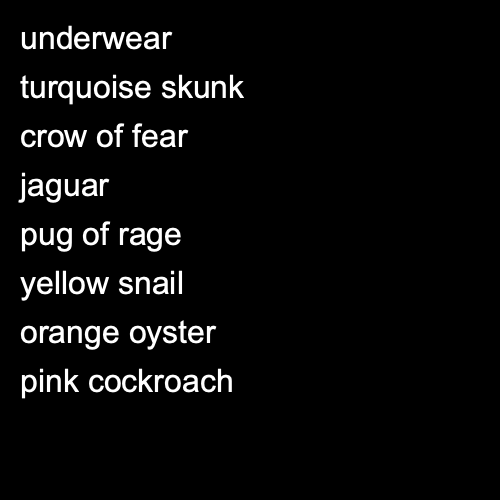 underwear
turquoise skunk
crow of fear
jaguar
pug of rage
yellow snail
orange oyster
pink cockroach